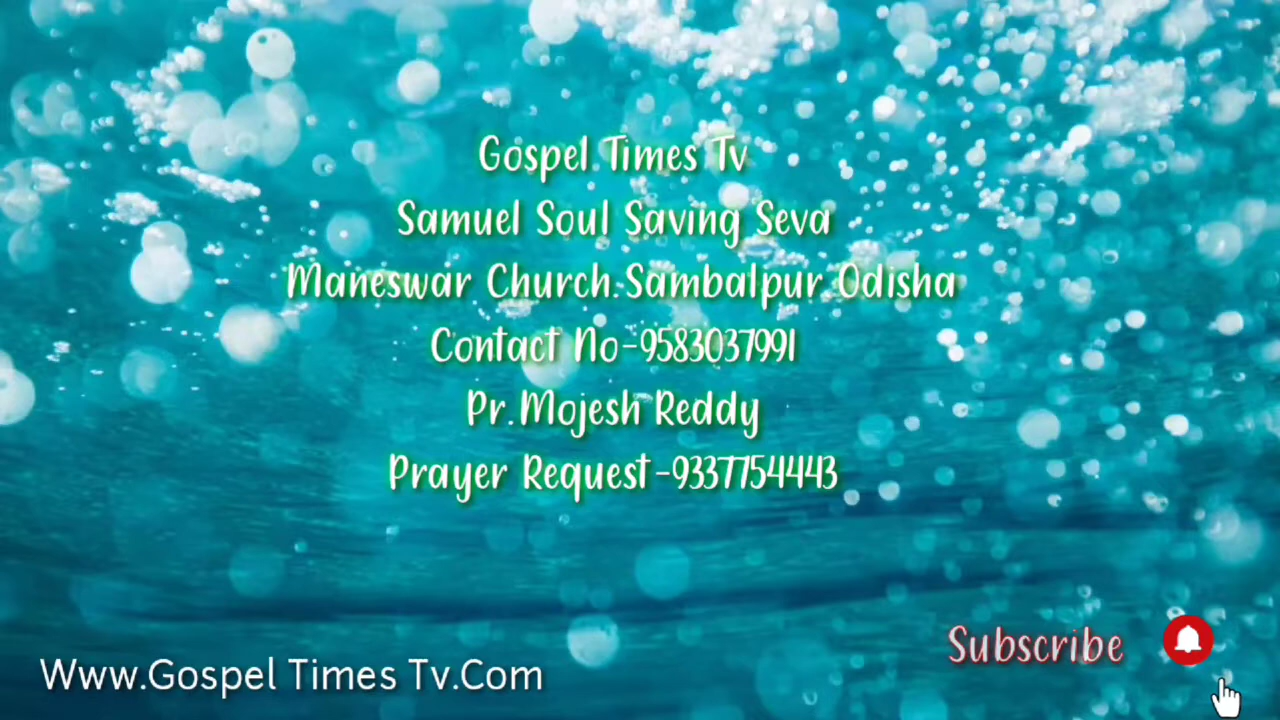 Gospel Times Tv
Samuel Soul Saving Seva
Maneswar Church.Sambalpur.Odisha
Contact No-9583037991
Pr.Mojesh Reddy
Prayer Request-9337754443
Subscribe
Www.Gospel Times Tv.Com